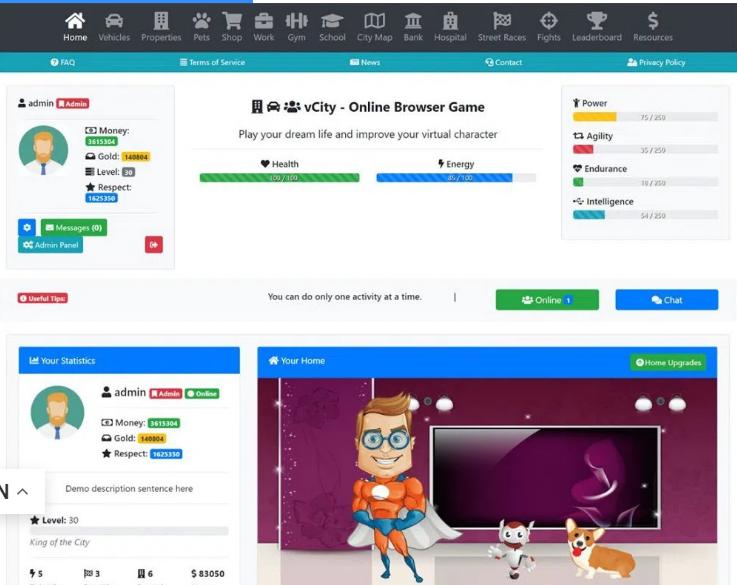 Home Vehicles Properties Pets Shop Work Gym School City Map Bank Hospital Street Races Fights Leaderboard Resources
FAQ Terms of Service News Contact Privacy Policy
admin Admin
Money:
3615304
Gold: 140804
Level: 30
Respect:
1625350
Messages (0)
Admin Panel
vCity - Online Browser Game
Play your dream life and improve your virtual character
Health Energy
100 / 100 85 / 100
Power
75 / 250
Agility
35 / 250
Endurance
18 / 250
Intelligence
54 / 250
Useful Tips:
You can do only one activity at a time. |
Online 1
Chat
Your Statistics
admin Admin Online
Money: 3615304
Gold: 140804
Respect: 1625350
Demo description sentence here
Level: 30
King of the City
5 3 6 $ 83050
N
Your Home
Home Upgrades